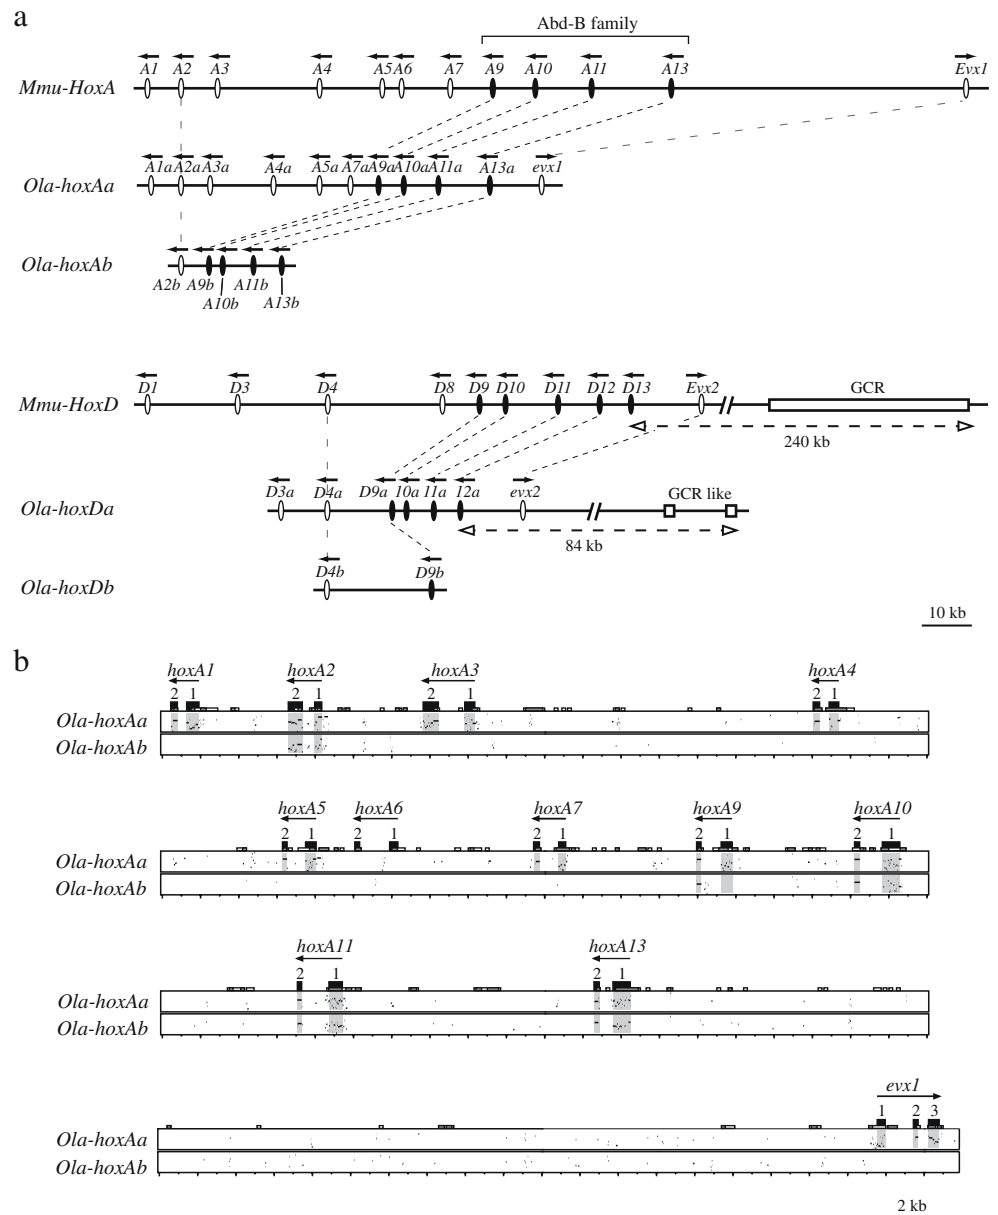 a
Abd-B family
A1 A2 A3 A4 A5 A6 A7 A9 A10 A11 A13 Evx1
Mmu-HoxA
A1a A2a A3a A4a A5a A7a A9a A10a A11a A13a evx1
Ola-hoxAa
Ola-hoxAb
A2b A9b A11b A13b
A10b
D1 D3 D4 D8 D9 D10 D11 D12 D13 Evx2 GCR
Mmu-HoxD
240 kb
D3a D4a D9a 10a 11a 12a evx2 GCR like
Ola-hoxDa
84 kb
D4b D9b
Ola-hoxDb
10 kb
b
hoxA1 hoxA2 hoxA3 hoxA4
2 1 2 1 2 1 2 1
Ola-hoxAa
Ola-hoxAb
hoxA5 hoxA6 hoxA7 hoxA9 hoxA10
2 1 2 1 2 1 2 1 2 1
Ola-hoxAa
Ola-hoxAb
hoxA11 hoxA13
2 1 2 1
Ola-hoxAa
Ola-hoxAb
evx1
1 2 3
Ola-hoxAa
Ola-hoxAb
2 kb